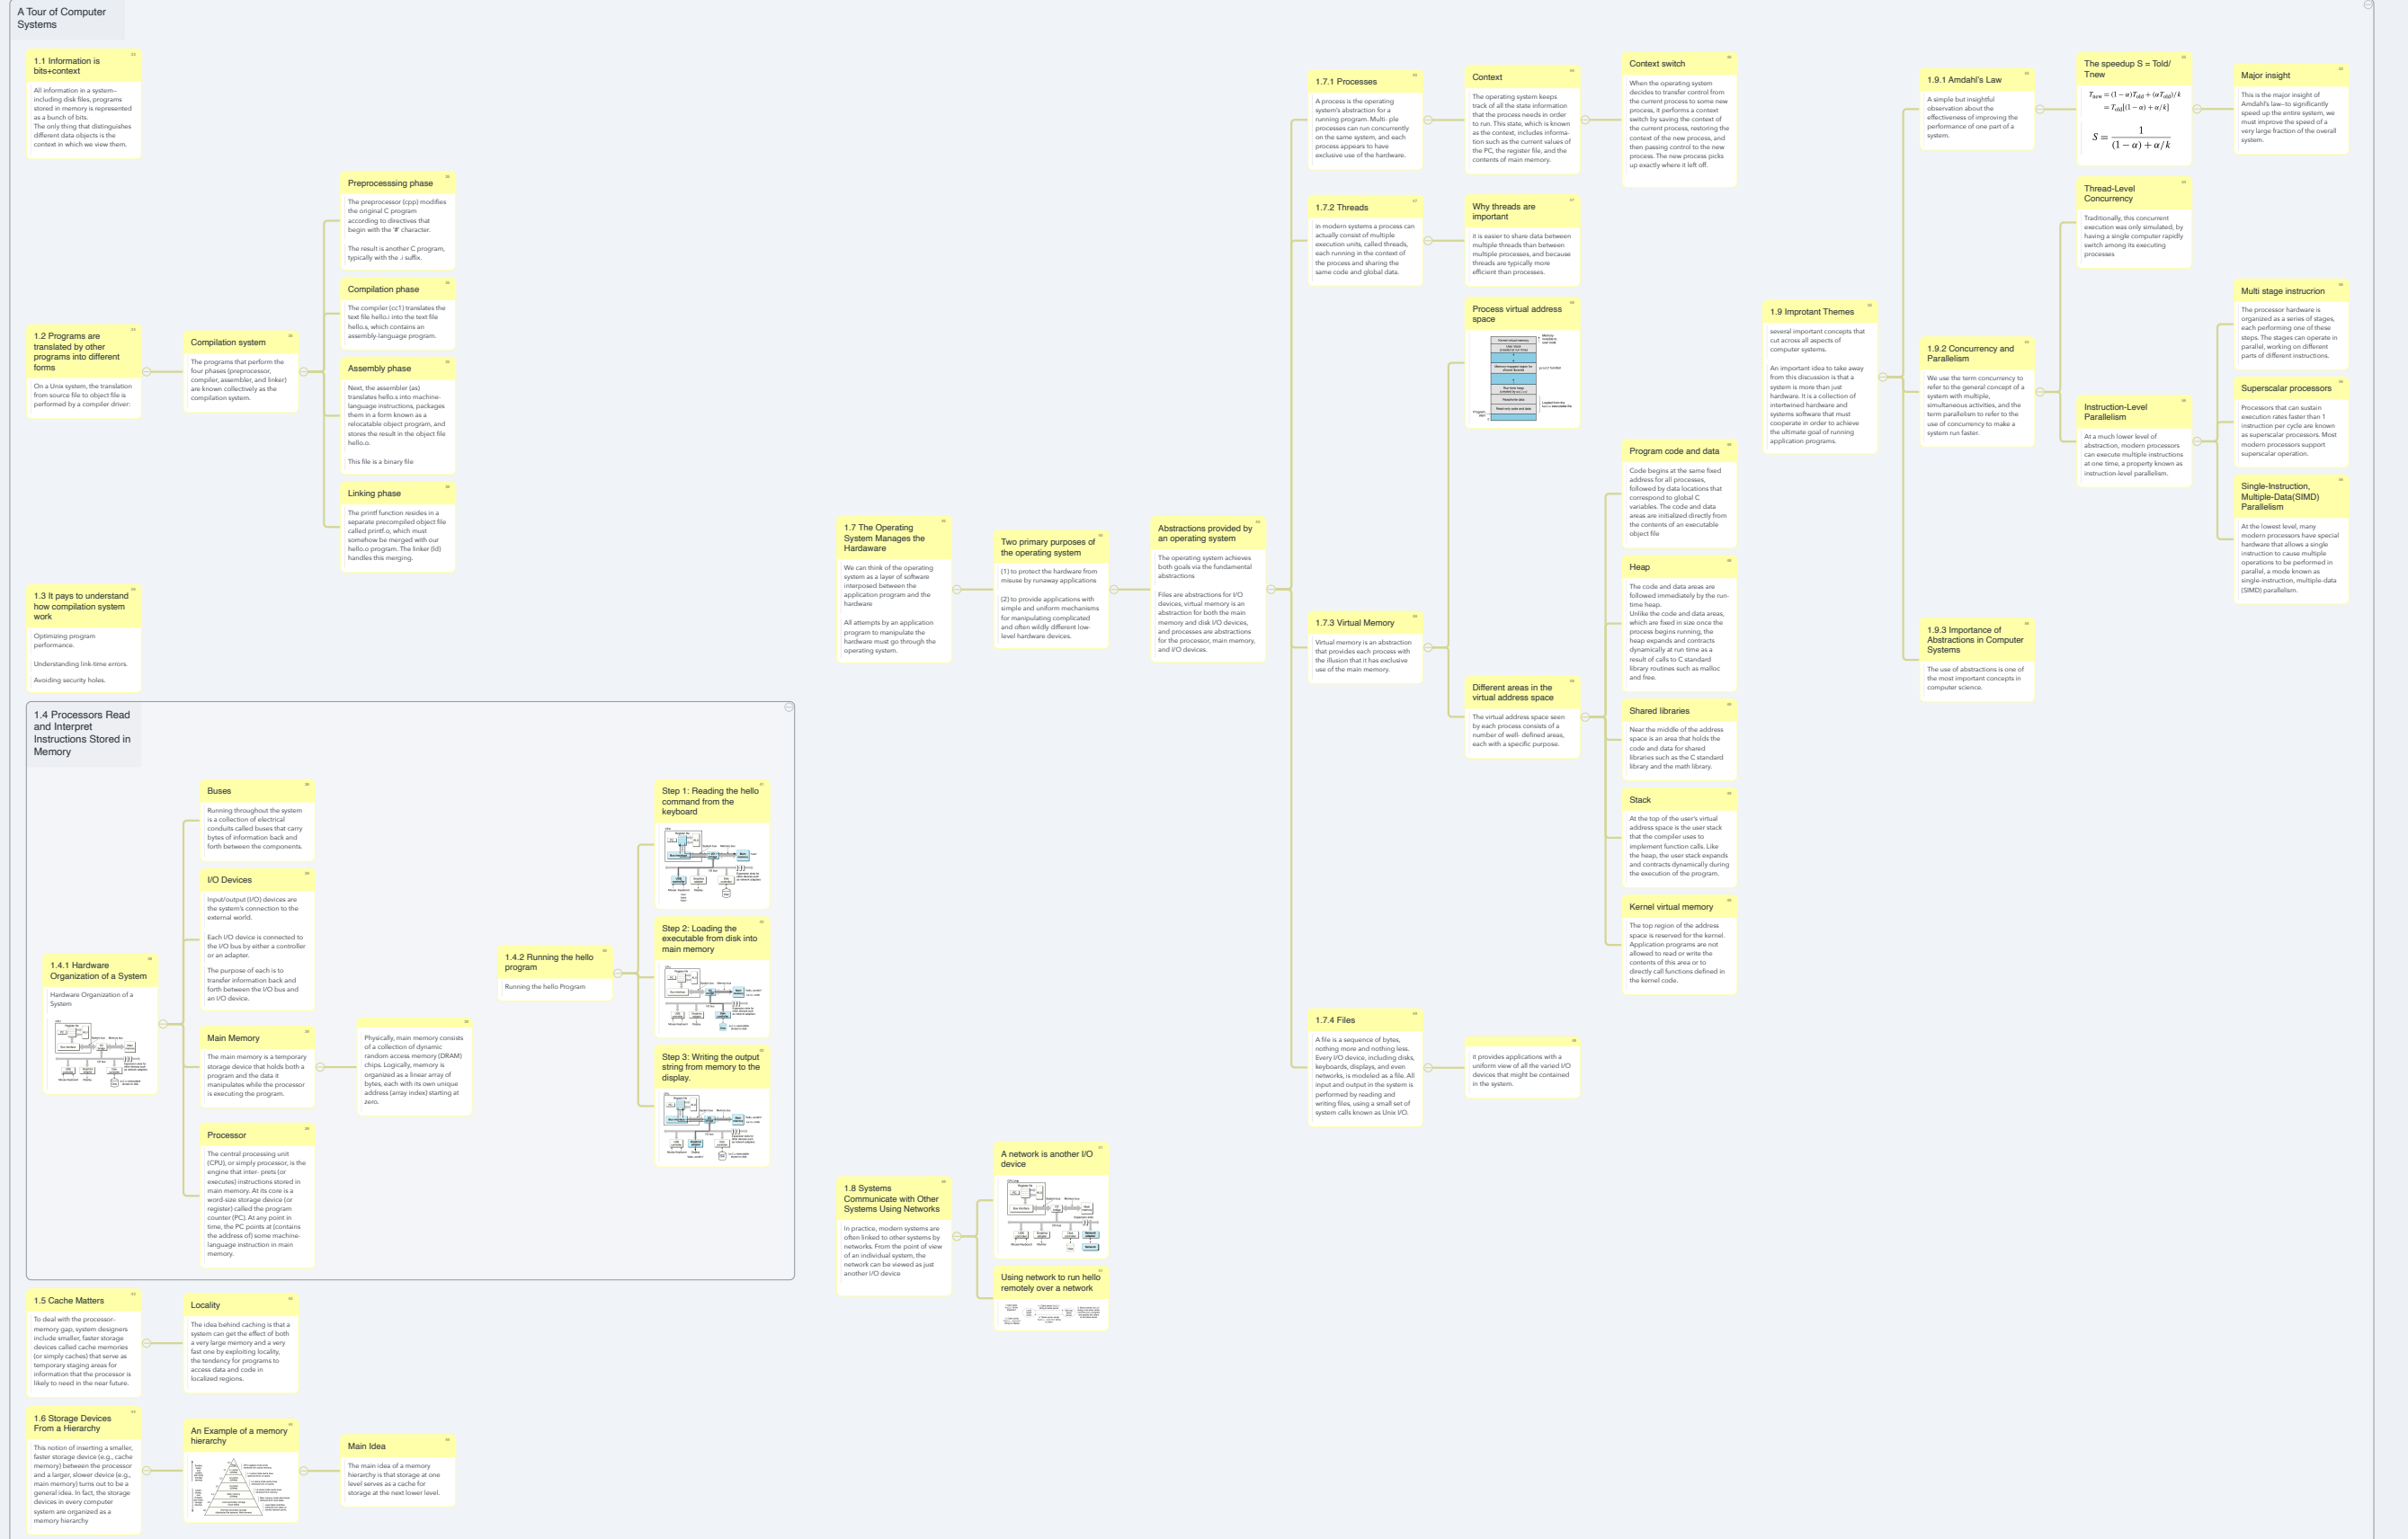 A Tour of Computer
Systems
1.1 Information is
bits+context
All information in a system–
including disk files, programs
stored in memory is represented
as a bunch of bits.
The only thing that distinguishes
different data objects is the
context in which we view them.
1.2 Programs are
translated by other
programs into different
forms
On a Unix system, the translation
from source file to object file is
performed by a compiler driver:
Compilation system
The programs that perform the
four phases (preprocessor,
compiler, assembler, and linker)
are known collectively as the
compilation system.
Preprocesssing phase
The preprocessor (cpp) modifies
the original C program
according to directives that
begin with the '#' character.
The result is another C program,
typically with the .i suffix.
Compilation phase
The compiler (cc1) translates the
text file hello.i into the text file
hello.s, which contains an
assembly-language program.
Assembly phase
Next, the assembler (as)
translates hello.s into machine-
language instructions, packages
them in a form known as a
relocatable object program, and
stores the result in the object file
hello.o.
This file is a binary file
Linking phase
The printf function resides in a
separate precompiled object file
called printf.o, which must
somehow be merged with our
hello.o program. The linker (ld)
handles this merging.
1.3 It pays to understand
how compilation system
work
Optimizing program
performance.
Understanding link-time errors.
Avoiding security holes.
1.4 Processors Read
and Interpret
Instructions Stored in
Memory
1.4.1 Hardware
Organization of a System
Hardware Organization of a
System
Buses
Running throughout the system
is a collection of electrical
conduits called buses that carry
bytes of information back and
forth between the components.
I/O Devices
Input/output (I/O) devices are
the system's connection to the
external world.
Each I/O device is connected to
the I/O bus by either a controller
or an adapter.
The purpose of each is to
transfer information back and
forth between the I/O bus and
an I/O device.
Main Memory
The main memory is a temporary
storage device that holds both a
program and the data it
manipulates while the processor
is executing the program.
Physically, main memory consists
of a collection of dynamic
random access memory (DRAM)
chips. Logically, memory is
organized as a linear array of
bytes, each with its own unique
address (array index) starting at
zero.
Processor
The central processing unit
(CPU), or simply processor, is the
engine that inter- prets (or
executes) instructions stored in
main memory. At its core is a
word-size storage device (or
register) called the program
counter (PC). At any point in
time, the PC points at (contains
the address of) some machine-
language instruction in main
memory.
1.4.2 Running the hello
program
Running the hello Program
Step 1: Reading the hello
command from the
keyboard
Step 2: Loading the
executable from disk into
main memory
Step 3: Writing the output
string from memory to the
display.
1.5 Cache Matters
To deal with the processor-
memory gap, system designers
include smaller, faster storage
devices called cache memories
(or simply caches) that serve as
temporary staging areas for
information that the processor is
likely to need in the near future.
Locality
The idea behind caching is that a
system can get the effect of both
a very large memory and a very
fast one by exploiting locality,
the tendency for programs to
access data and code in
localized regions.
1.6 Storage Devices
From a Hierarchy
This notion of inserting a smaller,
faster storage device (e.g., cache
memory) between the processor
and a larger, slower device (e.g.,
main memory) turns out to be a
general idea. In fact, the storage
devices in every computer
system are organized as a
memory hierarchy
An Example of a memory
hierarchy
Main Idea
The main idea of a memory
hierarchy is that storage at one
level serves as a cache for
storage at the next lower level.
1.7 The Operating
System Manages the
Hardaware
We can think of the operating
system as a layer of software
interposed between the
application program and the
hardware
All attempts by an application
program to manipulate the
hardware must go through the
operating system.
Two primary purposes of
the operating system
(1) to protect the hardware from
misuse by runaway applications
(2) to provide applications with
simple and uniform mechanisms
for manipulating complicated
and often wildly different low-
level hardware devices.
Abstractions provided by
an operating system
The operating system achieves
both goals via the fundamental
abstractions
Files are abstractions for I/O
devices, virtual memory is an
abstraction for both the main
memory and disk I/O devices,
and processes are abstractions
for the processor, main memory,
and I/O devices.
1.7.1 Processes
A process is the operating
system's abstraction for a
running program. Multi- ple
processes can run concurrently
on the same system, and each
process appears to have
exclusive use of the hardware.
Context
The operating system keeps
track of all the state information
that the process needs in order
to run. This state, which is known
as the context, includes informa-
tion such as the current values of
the PC, the register file, and the
contents of main memory.
Context switch
When the operating system
decides to transfer control from
the current process to some new
process, it performs a context
switch by saving the context of
the current process, restoring the
context of the new process, and
then passing control to the new
process. The new process picks
up exactly where it left off.
1.7.2 Threads
in modern systems a process can
actually consist of multiple
execution units, called threads,
each running in the context of
the process and sharing the
same code and global data.
Why threads are
important
it is easier to share data between
multiple threads than between
multiple processes, and because
threads are typically more
efficient than processes.
1.7.3 Virtual Memory
Virtual memory is an abstraction
that provides each process with
the illusion that it has exclusive
use of the main memory.
Process virtual address
space
Different areas in the
virtual address space
The virtual address space seen
by each process consists of a
number of well- defined areas,
each with a specific purpose.
Program code and data
Code begins at the same fixed
address for all processes,
followed by data locations that
correspond to global C
variables. The code and data
areas are initialized directly from
the contents of an executable
object file
Heap
The code and data areas are
followed immediately by the run-
time heap.
Unlike the code and data areas,
which are fixed in size once the
process begins running, the
heap expands and contracts
dynamically at run time as a
result of calls to C standard
library routines such as malloc
and free.
Shared libraries
Near the middle of the address
space is an area that holds the
code and data for shared
libraries such as the C standard
library and the math library.
Stack
At the top of the user's virtual
address space is the user stack
that the compiler uses to
implement function calls. Like
the heap, the user stack expands
and contracts dynamically during
the execution of the program.
Kernel virtual memory
The top region of the address
space is reserved for the kernel.
Application programs are not
allowed to read or write the
contents of this area or to
directly call functions defined in
the kernel code.
1.7.4 Files
A file is a sequence of bytes,
nothing more and nothing less.
Every I/O device, including disks,
keyboards, displays, and even
networks, is modeled as a file. All
input and output in the system is
performed by reading and
writing files, using a small set of
system calls known as Unix I/O.
it provides applications with a
uniform view of all the varied I/O
devices that might be contained
in the system.
1.8 Systems
Communicate with Other
Systems Using Networks
In practice, modern systems are
often linked to other systems by
networks. From the point of view
of an individual system, the
network can be viewed as just
another I/O device
A network is another I/O
device
Using network to run hello
remotely over a network
1.9 Improtant Themes
several important concepts that
cut across all aspects of
computer systems.
An important idea to take away
from this discussion is that a
system is more than just
hardware. It is a collection of
intertwined hardware and
systems software that must
cooperate in order to achieve
the ultimate goal of running
application programs.
1.9.1 Amdahl's Law
A simple but insightful
observation about the
effectiveness of improving the
performance of one part of a
system.
The speedup S = Told/
Tnew
Tnew = (1 − α)Told + (αTold)/k
= Told[(1 − α) + α/k]
S = 1 / ((1 − α) + α/k)
Major insight
This is the major insight of
Amdahl's law–to significantly
speed up the entire system, we
must improve the speed of a
very large fraction of the overall
system.
1.9.2 Concurrency and
Parallelism
We use the term concurrency to
refer to the general concept of a
system with multiple,
simultaneous activities, and the
term parallelism to refer to the
use of concurrency to make a
system run faster.
Thread-Level
Concurrency
Traditionally, this concurrent
execution was only simulated, by
having a single computer rapidly
switch among its executing
processes
Instruction-Level
Parallelism
At a much lower level of
abstraction, modern processors
can execute multiple instructions
at one time, a property known as
instruction-level parallelism.
Multi stage instrucrion
The processor hardware is
organized as a series of stages,
each performing one of these
steps. The stages can operate in
parallel, working on different
parts of different instructions.
Superscalar processors
Processors that can sustain
execution rates faster than 1
instruction per cycle are known
as superscalar processors. Most
modern processors support
superscalar operation.
Single-Instruction,
Multiple-Data(SIMD)
Parallelism
At the lowest level, many
modern processors have special
hardware that allows a single
instruction to cause multiple
operations to be performed in
parallel, a mode known as
single-instruction, multiple-data
(SIMD) parallelism.
1.9.3 Importance of
Abstractions in Computer
Systems
The use of abstractions is one of
the most important concepts in
computer science.